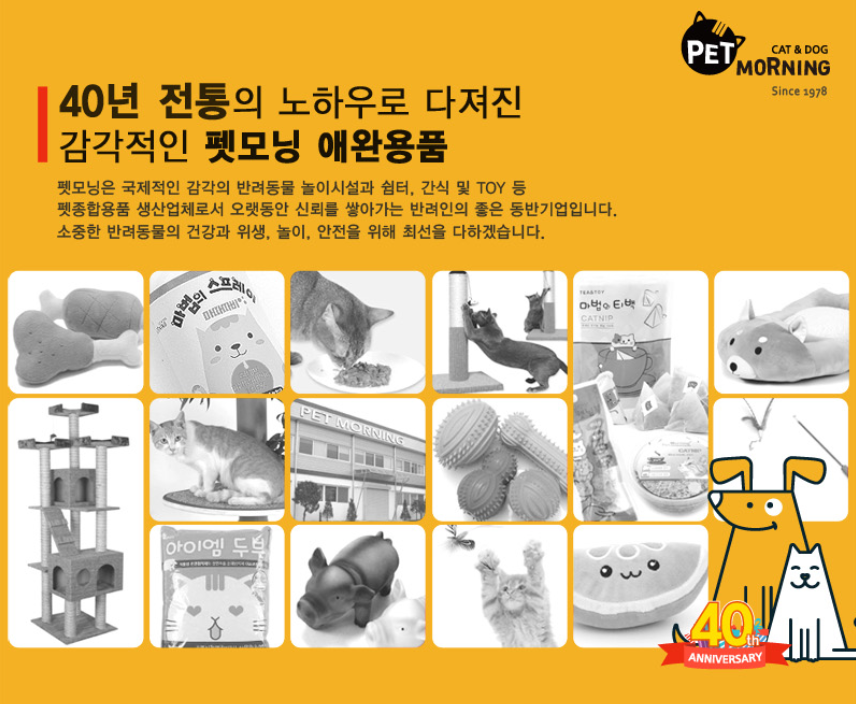 PET
CAT & DOG
MORNING
Since 1978
40년 전통의 노하우로 다져진
감각적인 펫모닝 애완용품
펫모닝은 국제적인 감각의 반려동물 놀이시설과 쉼터, 간식 및 TOY 등
펫종합용품 생산업체로서 오랫동안 신뢰를 쌓아가는 반려인의 좋은 동반기업입니다.
소중한 반려동물의 건강과 위생, 놀이, 안전을 위해 최선을 다하겠습니다.
마법의 스프레이
마법의 티백
CATNIP
PET MORNING
아이엠 두부
40th
ANNIVERSARY